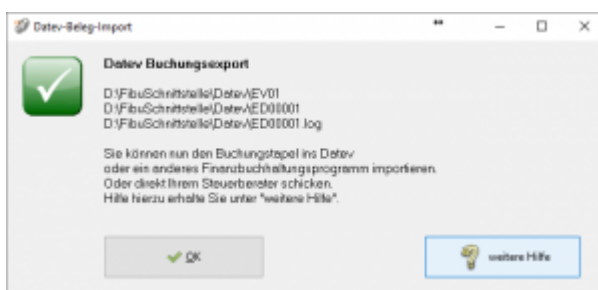 Datev-Beleg-Import
Datev Buchungsexport
D:\FibuSchnittstelle\Datev\EV01
D:\FibuSchnittstelle\Datev\ED00001
D:\FibuSchnittstelle\Datev\ED00001.log
Sie können nun den Buchungstapel ins Datev
oder ein anderes Finanzbuchhaltungsprogramm importieren.
Oder direkt Ihrem Steuerberater schicken.
Hilfe hierzu erhalte Sie unter "weitere Hilfe".
OK
weitere Hilfe